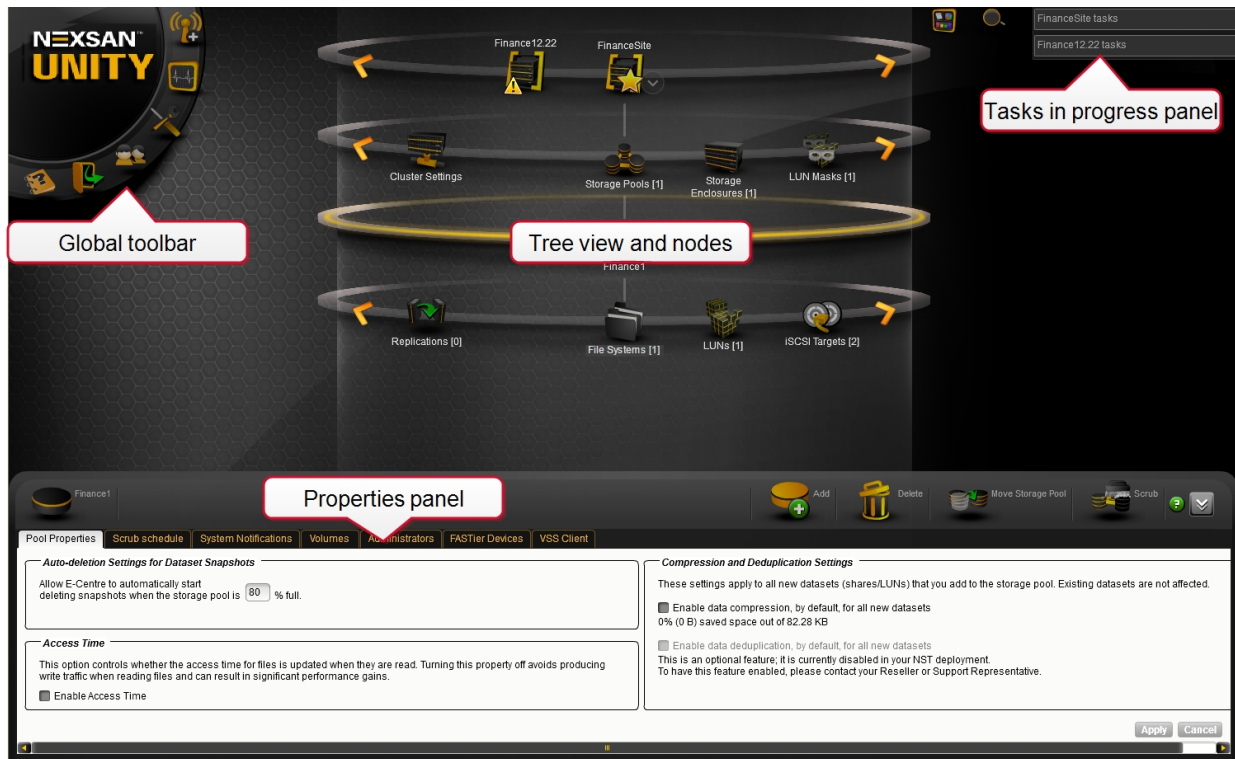 NEXSAN™
UNITY
Finance12.22
FinanceSite
FinanceSite tasks
Finance12.22 tasks
Tasks in progress panel
Cluster Settings
Storage Pools [1]
Storage
Enclosures [1]
LUN Masks [1]
Global toolbar
Tree view and nodes
Finance1
Replications [0]
File Systems [1]
LUNs [1]
iSCSI Targets [2]
Finance1
Properties panel
Add
Delete
Move Storage Pool
Scrub
?
Pool Properties
Scrub schedule
System Notifications
Volumes
Administrators
FASTier Devices
VSS Client
Auto-deletion Settings for Dataset Snapshots
Allow E-Centre to automatically start
deleting snapshots when the storage pool is 80 % full.
Access Time
This option controls whether the access time for files is updated when they are read. Turning this property off avoids producing
write traffic when reading files and can result in significant performance gains.
Enable Access Time
Compression and Deduplication Settings
These settings apply to all new datasets (shares/LUNs) that you add to the storage pool. Existing datasets are not affected.
Enable data compression, by default, for all new datasets
0% (0 B) saved space out of 82.28 KB
Enable data deduplication, by default, for all new datasets
This is an optional feature; it is currently disabled in your NST deployment.
To have this feature enabled, please contact your Reseller or Support Representative.
Apply
Cancel